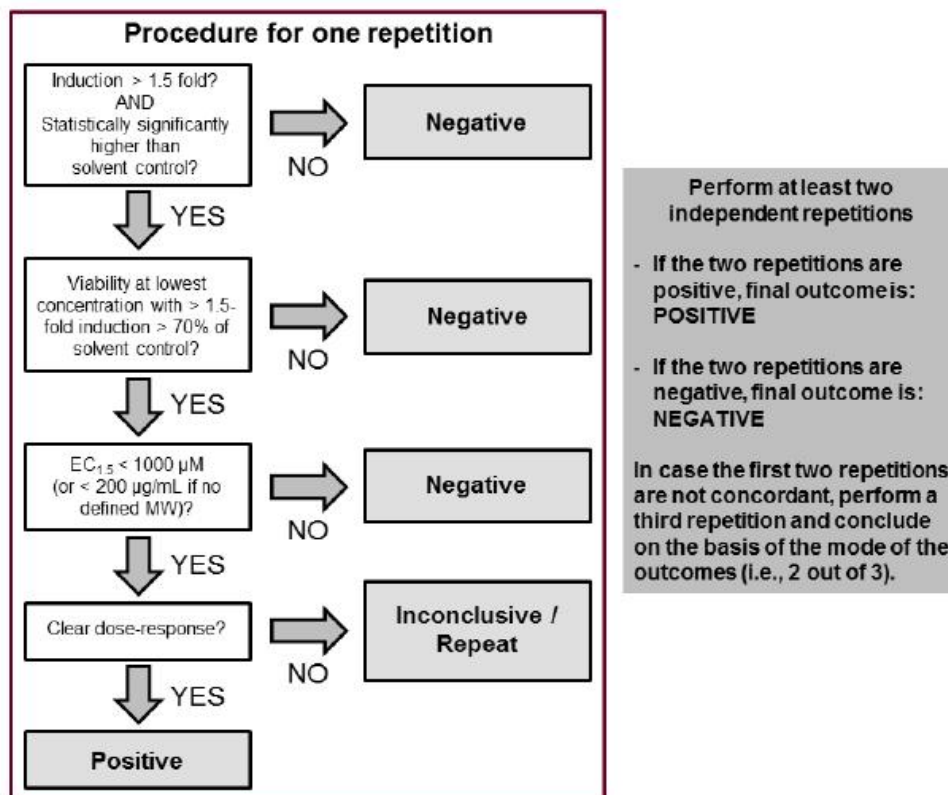 Procedure for one repetition
Induction > 1.5 fold?
AND
Statistically significantly
higher than
solvent control?
NO
Negative
YES
Viability at lowest
concentration with > 1.5-
fold induction > 70% of
solvent control?
NO
Negative
YES
EC1.5 < 1000 µM
(or < 200 µg/mL if no
defined MW)?
NO
Negative
YES
Clear dose-response?
NO
Inconclusive /
Repeat
YES
Positive
Perform at least two
independent repetitions
- If the two repetitions are
positive, final outcome is:
POSITIVE
- If the two repetitions are
negative, final outcome is:
NEGATIVE
In case the first two repetitions
are not concordant, perform a
third repetition and conclude
on the basis of the mode of the
outcomes (i.e., 2 out of 3).